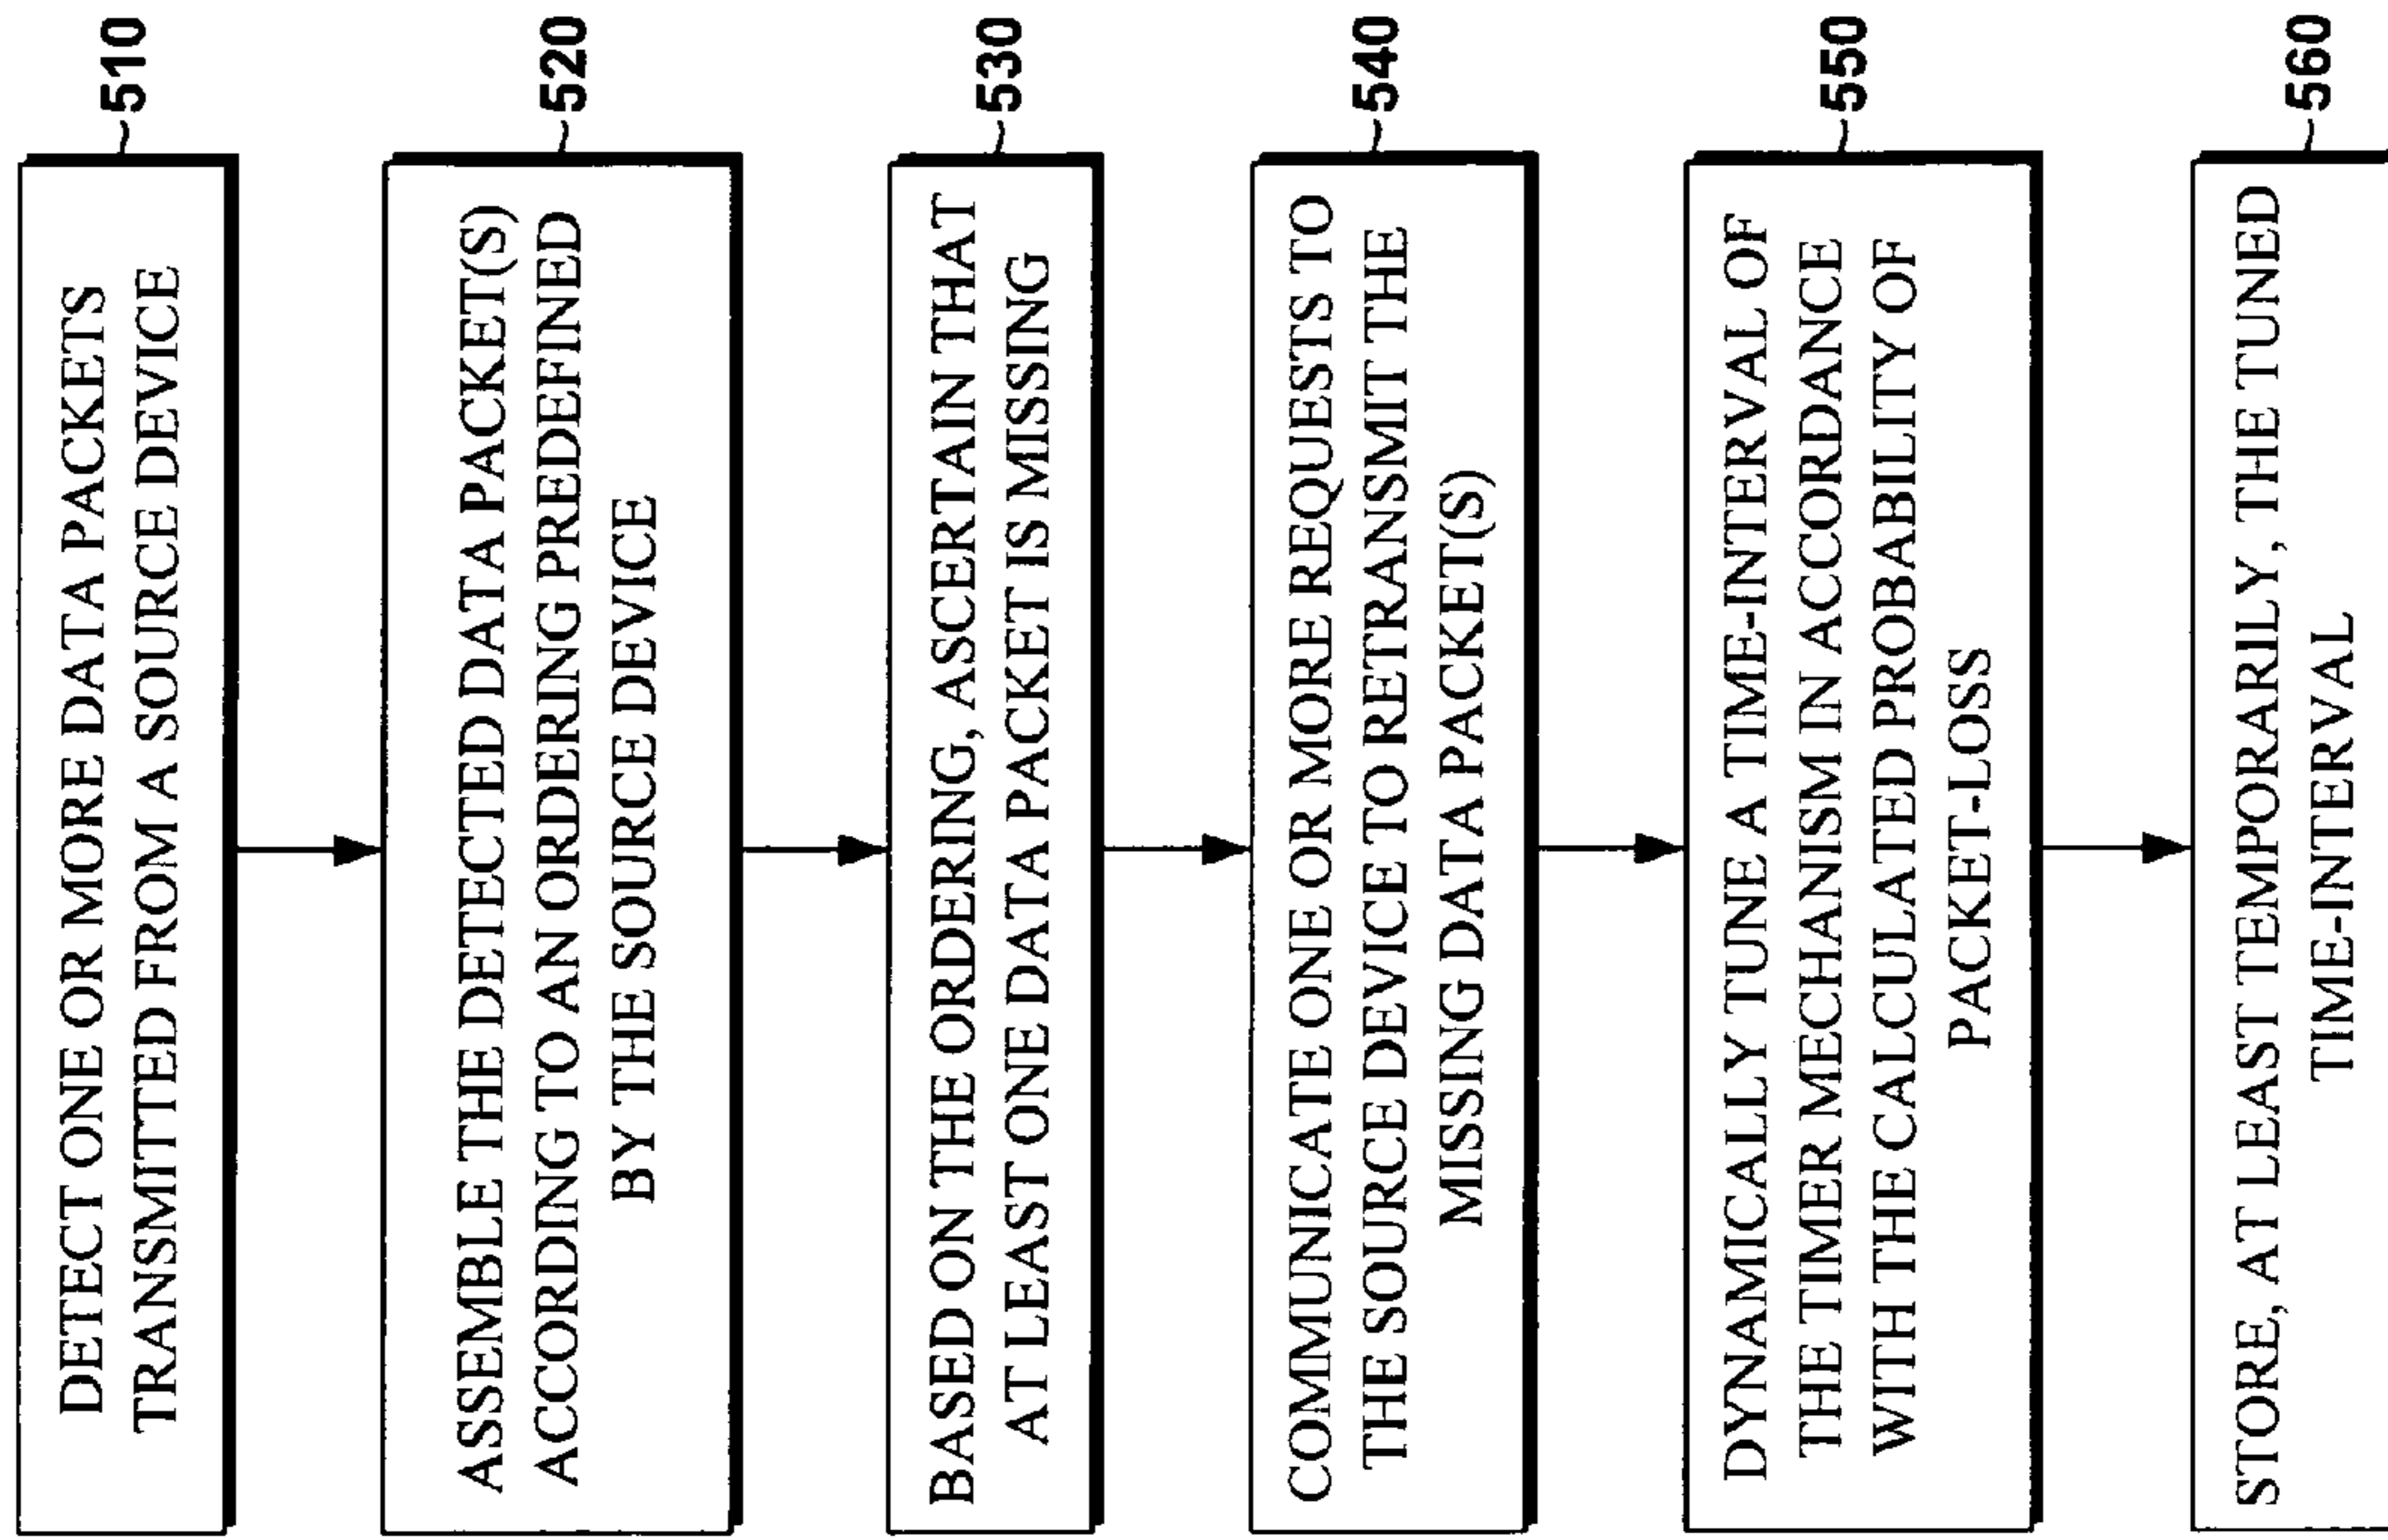 DETECT ONE OR MORE DATA PACKETS
TRANSMITTED FROM A SOURCE DEVICE
510
ASSEMBLE THE DETECTED DATA PACKET(S)
ACCORDING TO AN ORDERING PREDEFINED
BY THE SOURCE DEVICE
520
BASED ON THE ORDERING, ASCERTAIN THAT
AT LEAST ONE DATA PACKET IS MISSING
530
COMMUNICATE ONE OR MORE REQUESTS TO
THE SOURCE DEVICE TO RETRANSMIT THE
MISSING DATA PACKET(S)
540
DYNAMICALLY TUNE A TIME-INTERVAL OF
THE TIMER MECHANISM IN ACCORDANCE
WITH THE CALCULATED PROBABILITY OF
PACKET-LOSS
550
STORE, AT LEAST TEMPORARILY, THE TUNED
TIME-INTERVAL
560